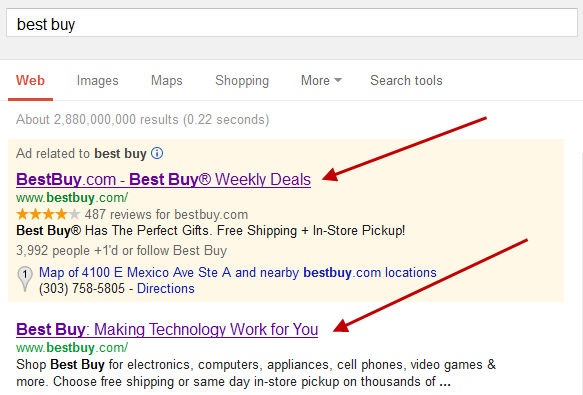 best buy
Web Images Maps Shopping More Search tools
About 2,880,000,000 results (0.22 seconds)
Ad related to best buy
BestBuy.com - Best Buy® Weekly Deals
www.bestbuy.com/
487 reviews for bestbuy.com
Best Buy® Has The Perfect Gifts. Free Shipping + In-Store Pickup!
3,992 people +1'd or follow Best Buy
1 Map of 4100 E Mexico Ave Ste A and nearby bestbuy.com locations
(303) 758-5805 - Directions
Best Buy: Making Technology Work for You
www.bestbuy.com/
Shop Best Buy for electronics, computers, appliances, cell phones, video games &
more. Choose free shipping or same day in-store pickup on thousands of ...